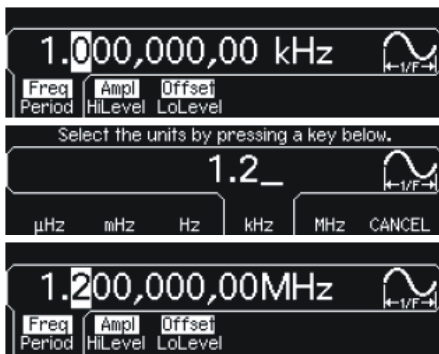 1.000,000,00 kHz
←1/F→
Freq Ampl Offset
Period HiLevel LoLevel
Select the units by pressing a key below.
1.2_
←1/F→
µHz mHz Hz kHz MHz CANCEL
1.200,000,00MHz
←1/F→
Freq Ampl Offset
Period HiLevel LoLevel